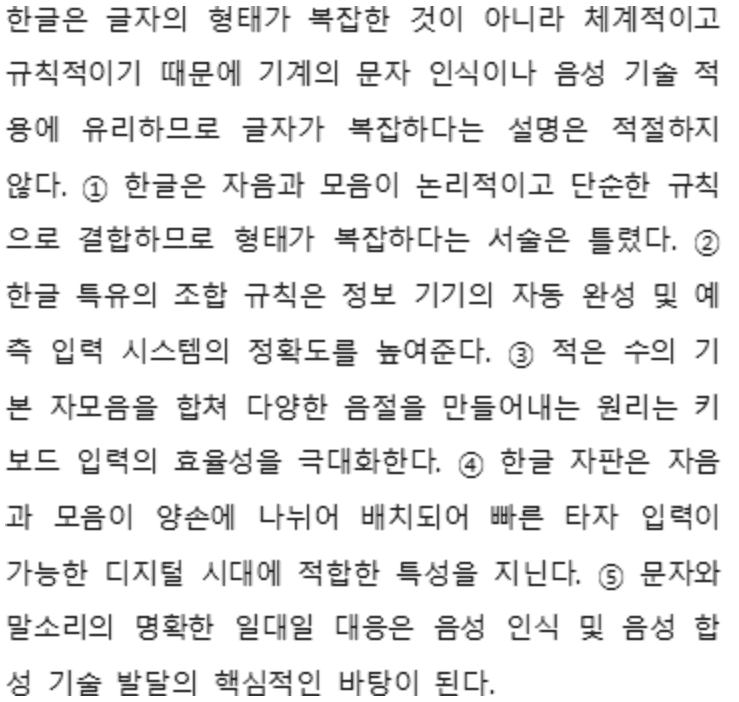 한글은 글자의 형태가 복잡한 것이 아니라 체계적이고
규칙적이기 때문에 기계의 문자 인식이나 음성 기술 적
용에 유리하므로 글자가 복잡하다는 설명은 적절하지
않다. ① 한글은 자음과 모음이 논리적이고 단순한 규칙
으로 결합하므로 형태가 복잡하다는 서술은 틀렸다. ②
한글 특유의 조합 규칙은 정보 기기의 자동 완성 및 예
측 입력 시스템의 정확도를 높여준다. ③ 적은 수의 기
본 자모음을 합쳐 다양한 음절을 만들어내는 원리는 키
보드 입력의 효율성을 극대화한다. ④ 한글 자판은 자음
과 모음이 양손에 나뉘어 배치되어 빠른 타자 입력이
가능한 디지털 시대에 적합한 특성을 지닌다. ⑤ 문자와
말소리의 명확한 일대일 대응은 음성 인식 및 음성 합
성 기술 발달의 핵심적인 바탕이 된다.